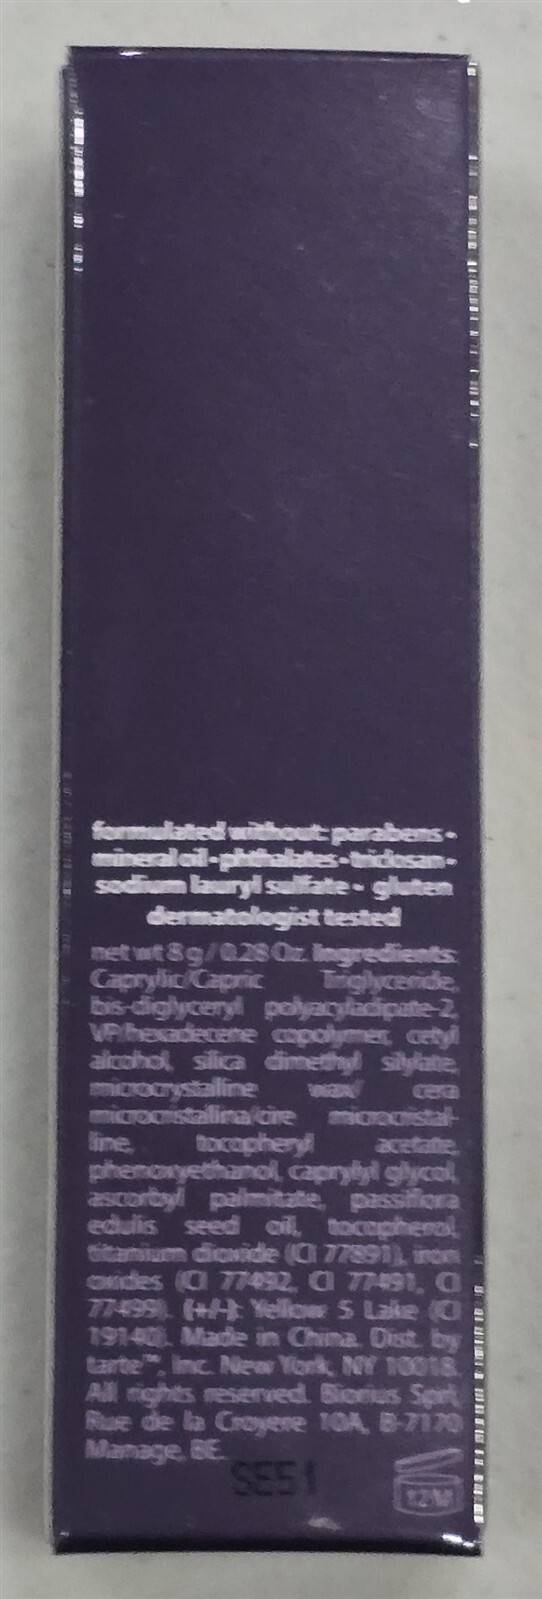 formulated without: parabens •
mineral oil • phthalates • triclosan •
sodium lauryl sulfate • gluten
dermatologist tested
net wt 8 g / 0.28 Oz. Ingredients:
Caprylic/Capric Triglyceride,
bis-diglyceryl polyacyladipate-2,
VP/hexadecene copolymer, cetyl
alcohol, silica dimethyl silylate,
microcrystalline wax/ cera
microcristallina/cire microcristal-
line, tocopheryl acetate,
phenoxyethanol, caprylyl glycol,
ascorbyl palmitate, passiflora
edulis seed oil, tocopherol,
titanium dioxide (CI 77891), iron
oxides (CI 77492, CI 77491, CI
77499). (+/-): Yellow 5 Lake (CI
19140). Made in China. Dist. by
tarte™, Inc. New York, NY 10018.
All rights reserved. Bionius Sprl,
Rue de la Croyere 10A, B-7170
Manage, BE.
SE51
12M